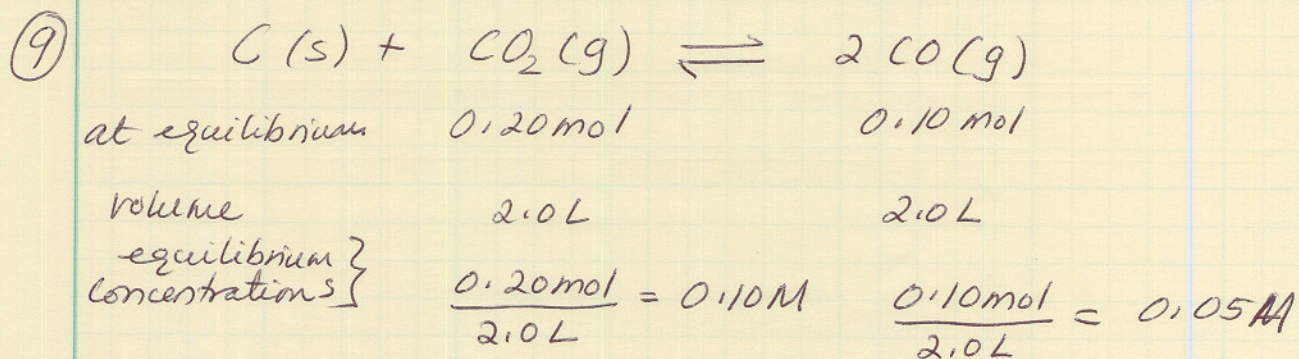 ⑨ C (s) + CO₂ (g) ⇌ 2 CO (g)
at equilibrium 0.20 mol 0.10 mol
volume 2.0 L 2.0 L
equilibrium }
concentrations } 0.20 mol / 2.0 L = 0.10 M 0.10 mol / 2.0 L = 0.05 M